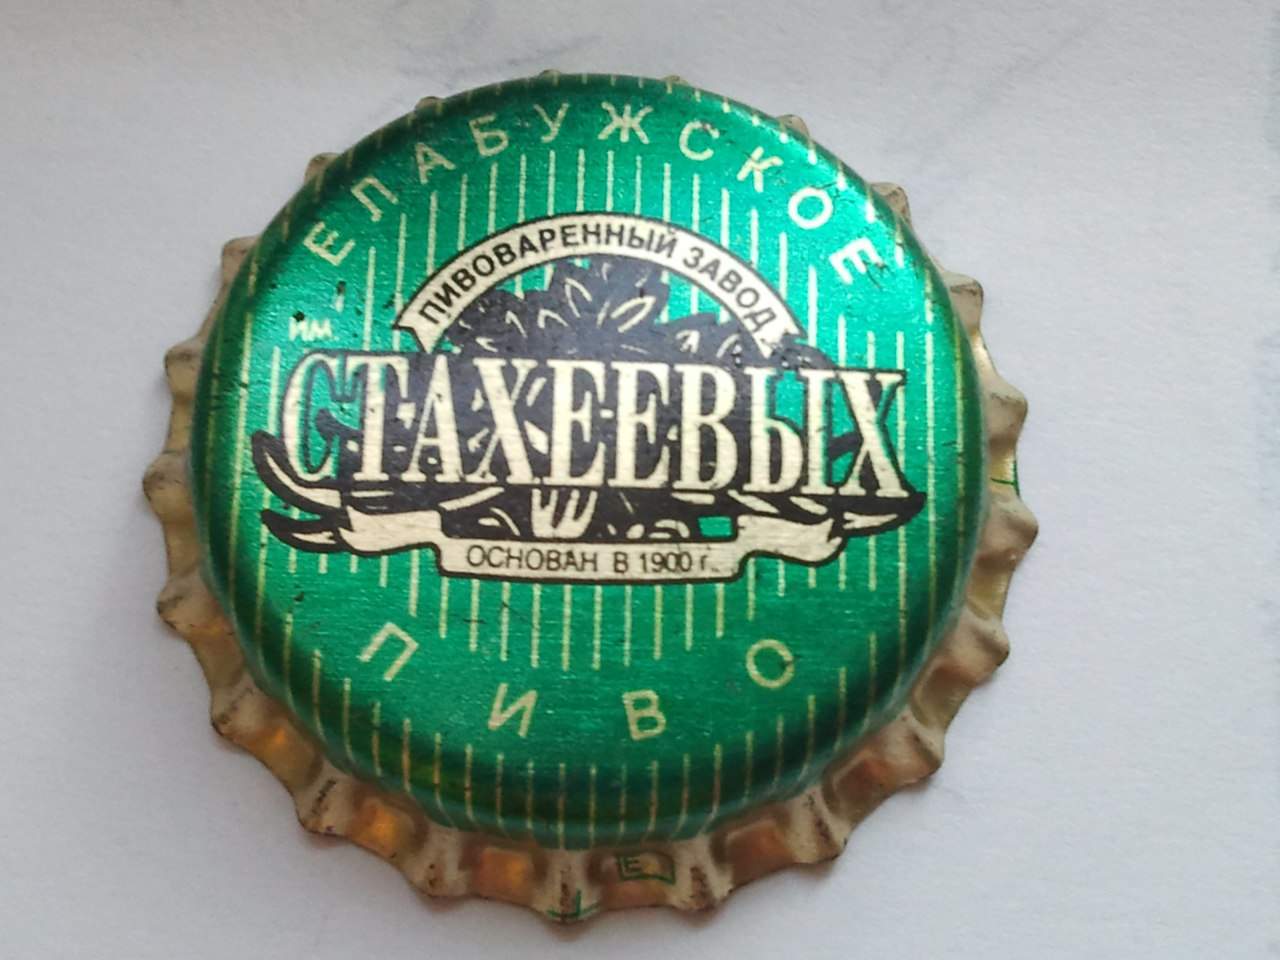 ЕЛАБУЖСКОЕ
ПИВОВАРЕННЫЙ ЗАВОД
им.
СТАХЕЕВЫХ
ОСНОВАН В 1900 г.
ПИВО
Е